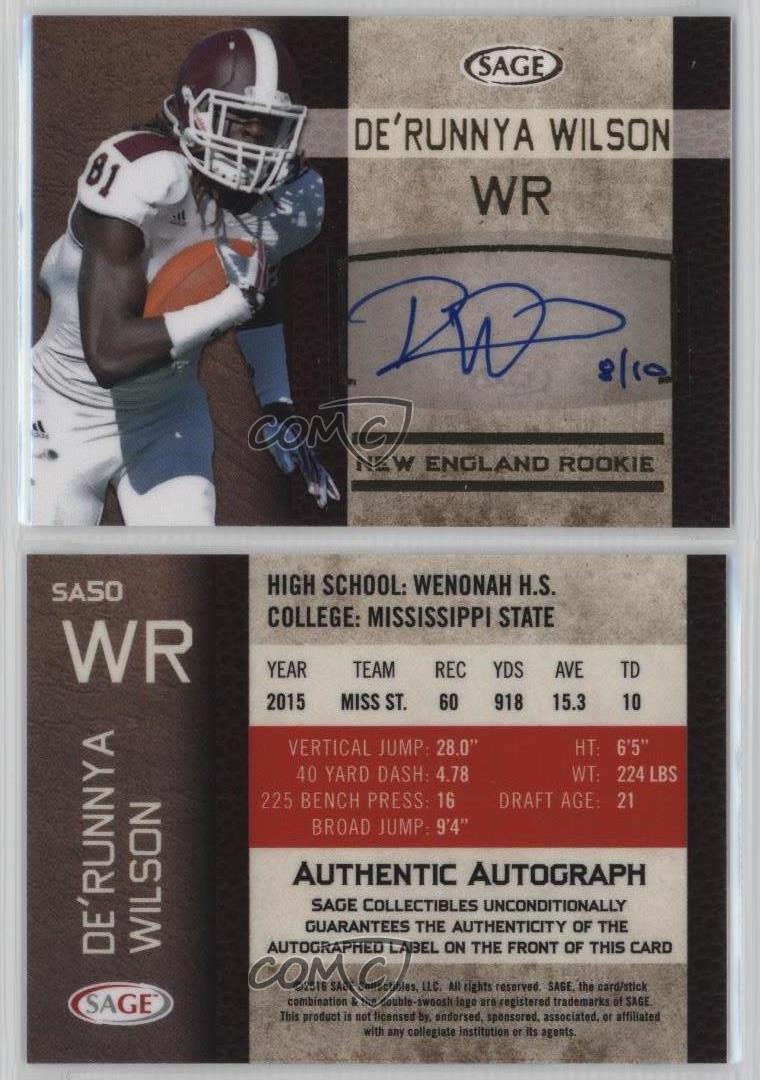 SAGE
81
DE'RUNNYA WILSON
WR
8/10
NEW ENGLAND ROOKIE
COMC
SA50
WR
DE'RUNNYA
WILSON
SAGE
HIGH SCHOOL: WENONAH H.S.
COLLEGE: MISSISSIPPI STATE
YEAR TEAM REC YDS AVE TD
2015 MISS ST. 60 918 15.3 10
VERTICAL JUMP: 28.0" HT: 6'5"
40 YARD DASH: 4.78 WT: 224 LBS
225 BENCH PRESS: 16 DRAFT AGE: 21
BROAD JUMP: 9'4"
AUTHENTIC AUTOGRAPH
SAGE COLLECTIBLES UNCONDITIONALLY
GUARANTEES THE AUTHENTICITY OF THE
AUTOGRAPHED LABEL ON THE FRONT OF THIS CARD
COMC
©2016 SAGE Collectibles, LLC. All rights reserved. SAGE, the card/stick
combination & the double-swoosh logo are registered trademarks of SAGE.
This product is not licensed by, endorsed, sponsored, associated, or affiliated
with any collegiate institution or its agents.